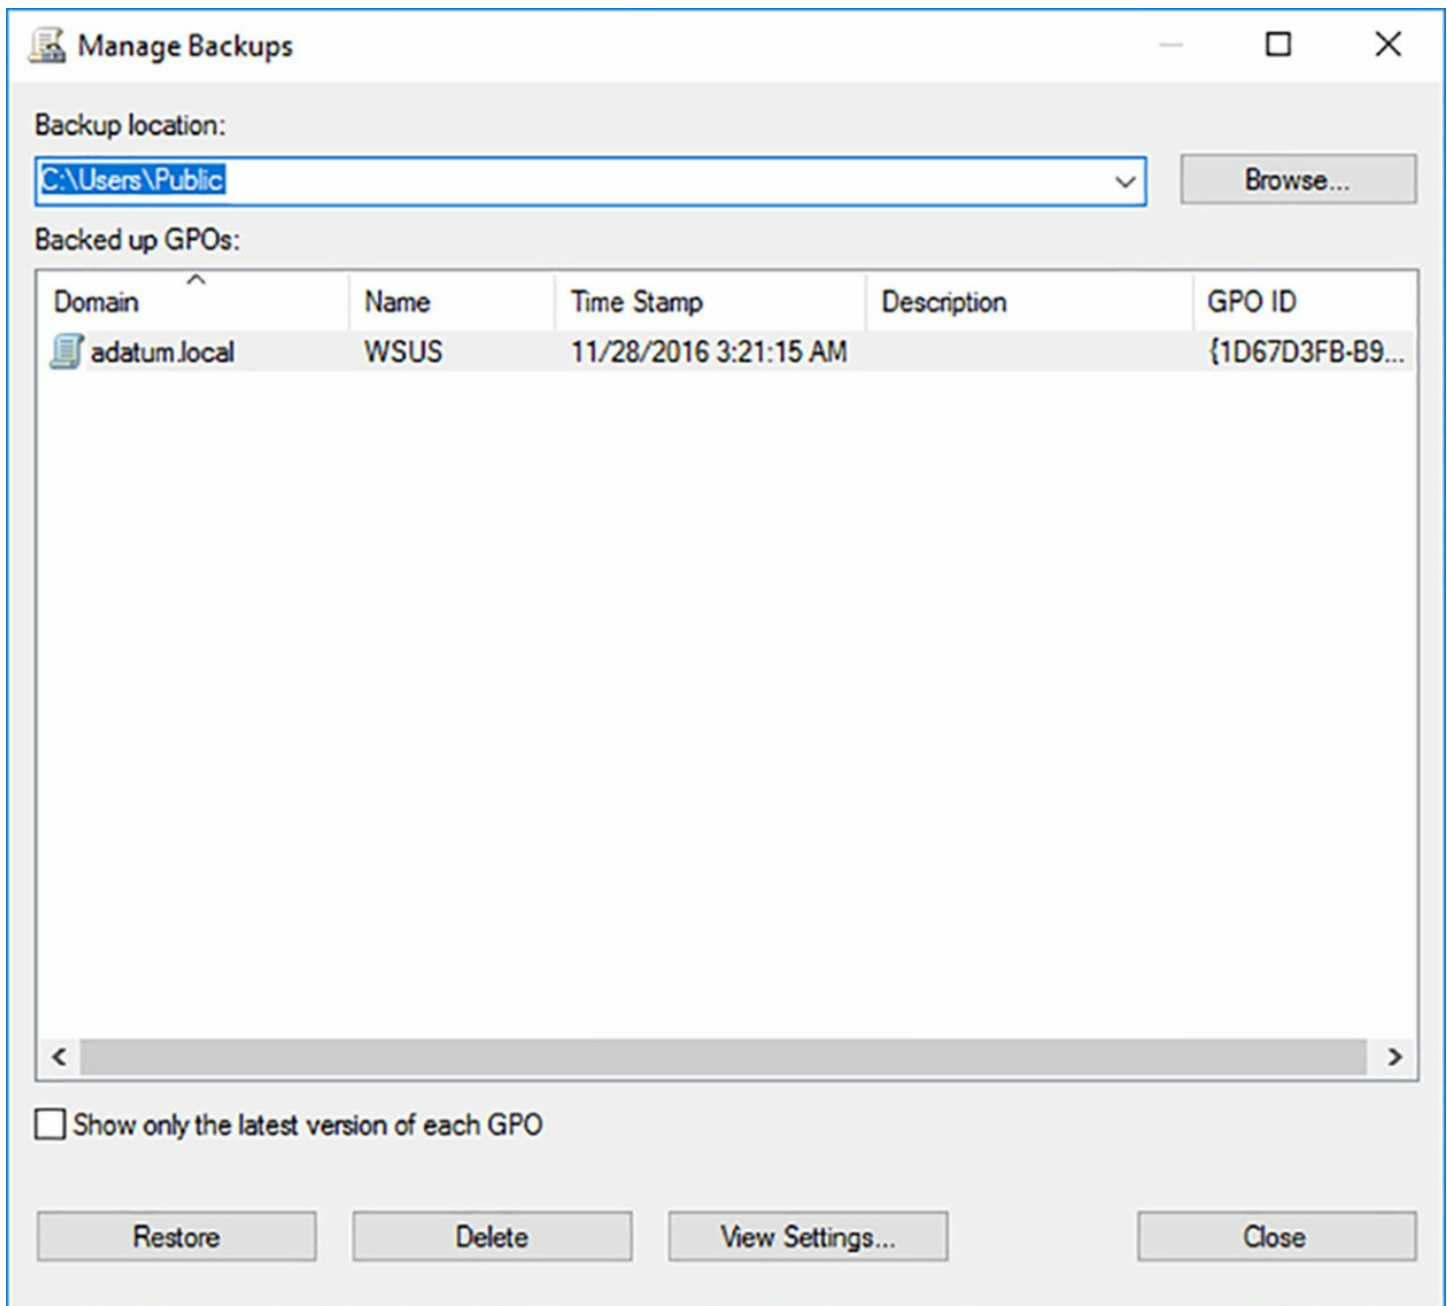 Manage Backups
Backup location:
C:\Users\Public
Browse...
Backed up GPOs:
Domain Name Time Stamp Description GPO ID
adatum.local WSUS 11/28/2016 3:21:15 AM {1D67D3FB-B9...
Show only the latest version of each GPO
Restore Delete View Settings... Close